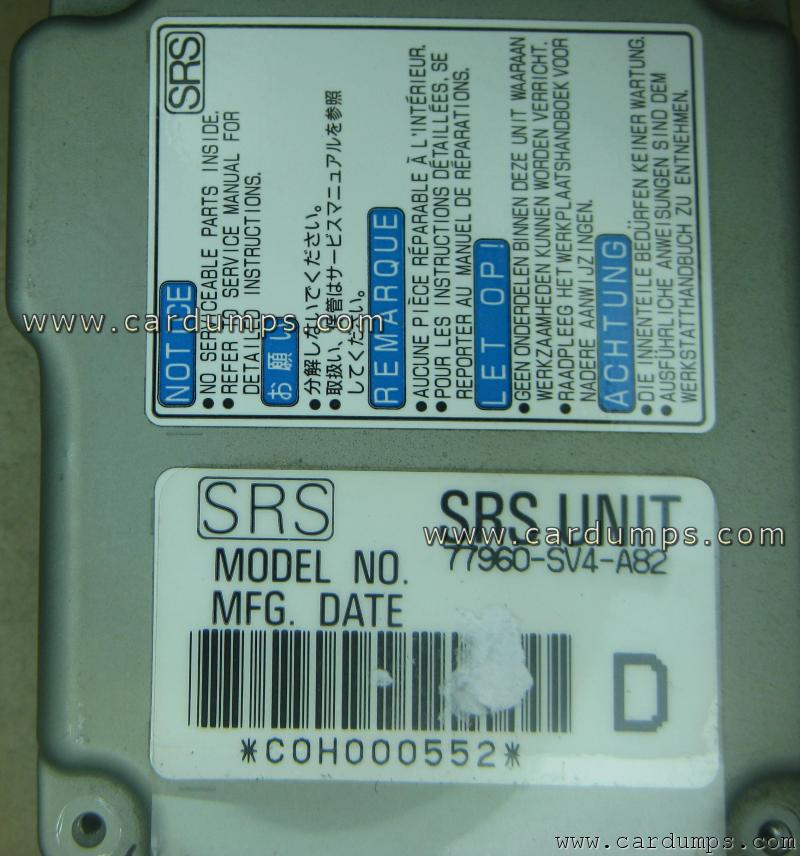 SRS
NOTICE
● NO SERVICEABLE PARTS INSIDE.
● REFER TO SERVICE MANUAL FOR
DETAILED INSTRUCTIONS.
お願い
● 分解しないでください。
● 取扱い、保管はサービスマニュアルを参照
してください。
REMARQUE
● AUCUNE PIÈCE RÉPARABLE À L'INTÉRIEUR.
● POUR LES INSTRUCTIONS DÉTAILLÉES, SE
REPORTER AU MANUEL DE RÉPARATIONS.
LET OP!
● GEEN ONDERDELEN BINNEN DEZE UNIT WAARAAN
WERKZAAMHEDEN KUNNEN WORDEN VERRICHT.
● RAADPLEEG HET WERKPLAATSHANDBOEK VOOR
NADERE AANWIJZINGEN.
ACHTUNG
● DIE INNENTEILE BEDÜRFEN KEINER WARTUNG.
● AUSFÜHRLICHE ANWEISUNGEN SIND DEM
WERKSTATTHANDBUCH ZU ENTNEHMEN.
www.cardumps.com
SRS SRS UNIT
www.cardumps.com
MODEL NO. 77960-SV4-A82
MFG. DATE
D
*C0H000552*
www.cardumps.com